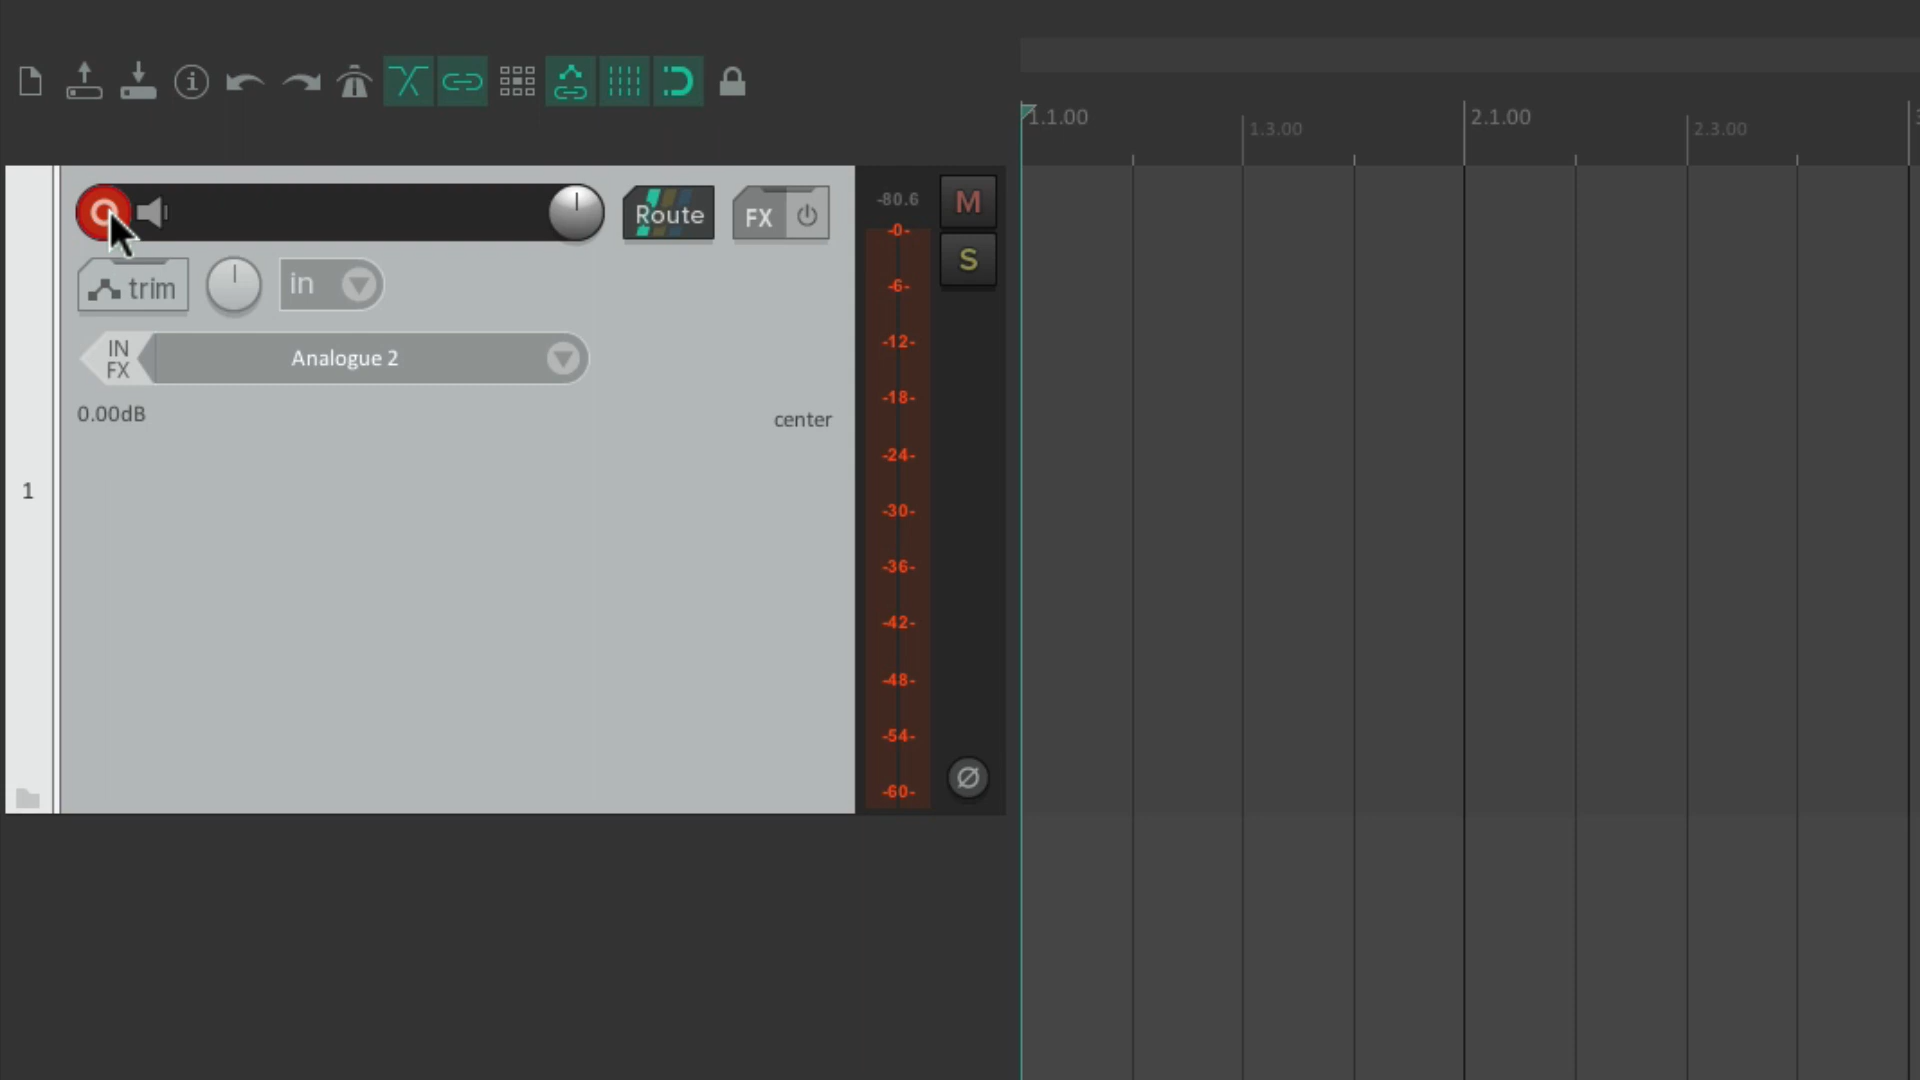 1.1.00
1.3.00
2.1.00
2.3.00
Route
FX
-80.6
M
S
trim
in
IN
FX
Analogue 2
0.00dB
center
1
-0-
-6-
-12-
-18-
-24-
-30-
-36-
-42-
-48-
-54-
-60-